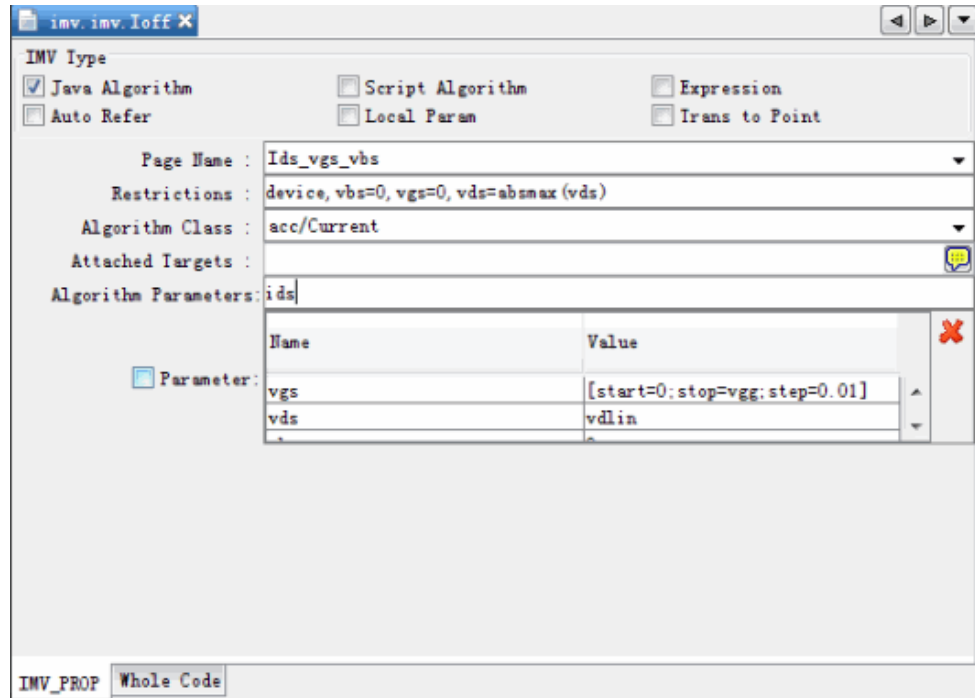 imv.imv.Ioff
IMV Type
Java Algorithm Script Algorithm Expression
Auto Refer Local Param Trans to Point
Page Name : Ids_vgs_vbs
Restrictions : device, vbs=0, vgs=0, vds=absmax(vds)
Algorithm Class : acc/Current
Attached Targets :
Algorithm Parameters: ids
Name Value
Parameter:
vgs [start=0;stop=vgg;step=0.01]
vds vdlin
IMV_PROP Whole Code